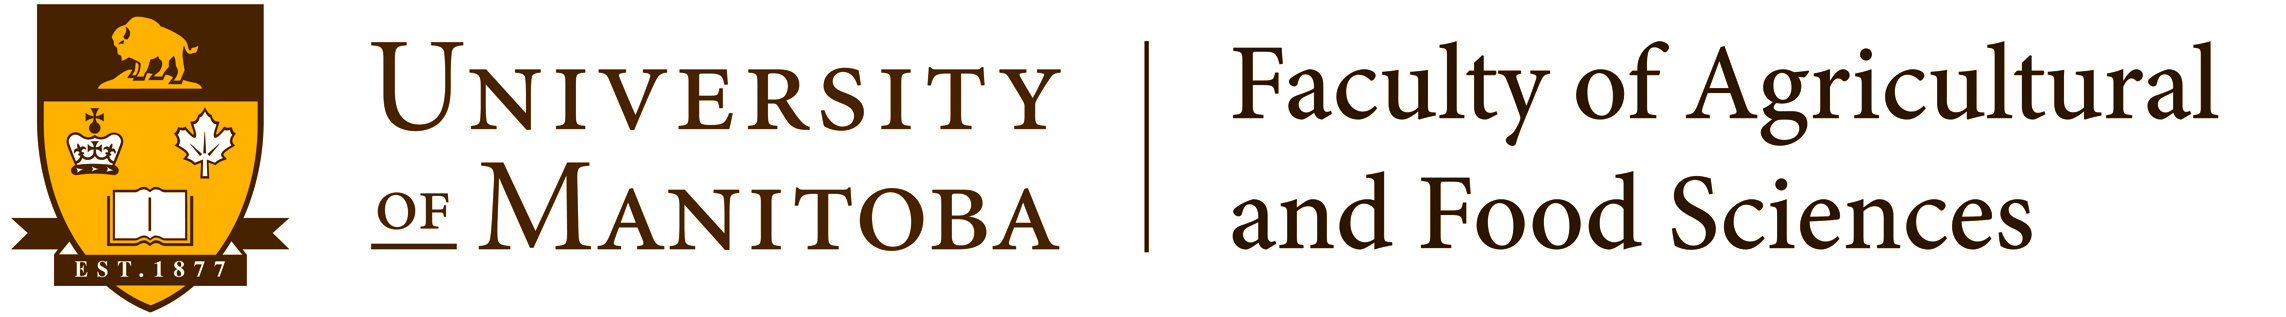 EST. 1877
UNIVERSITY
OF MANITOBA
Faculty of Agricultural
and Food Sciences